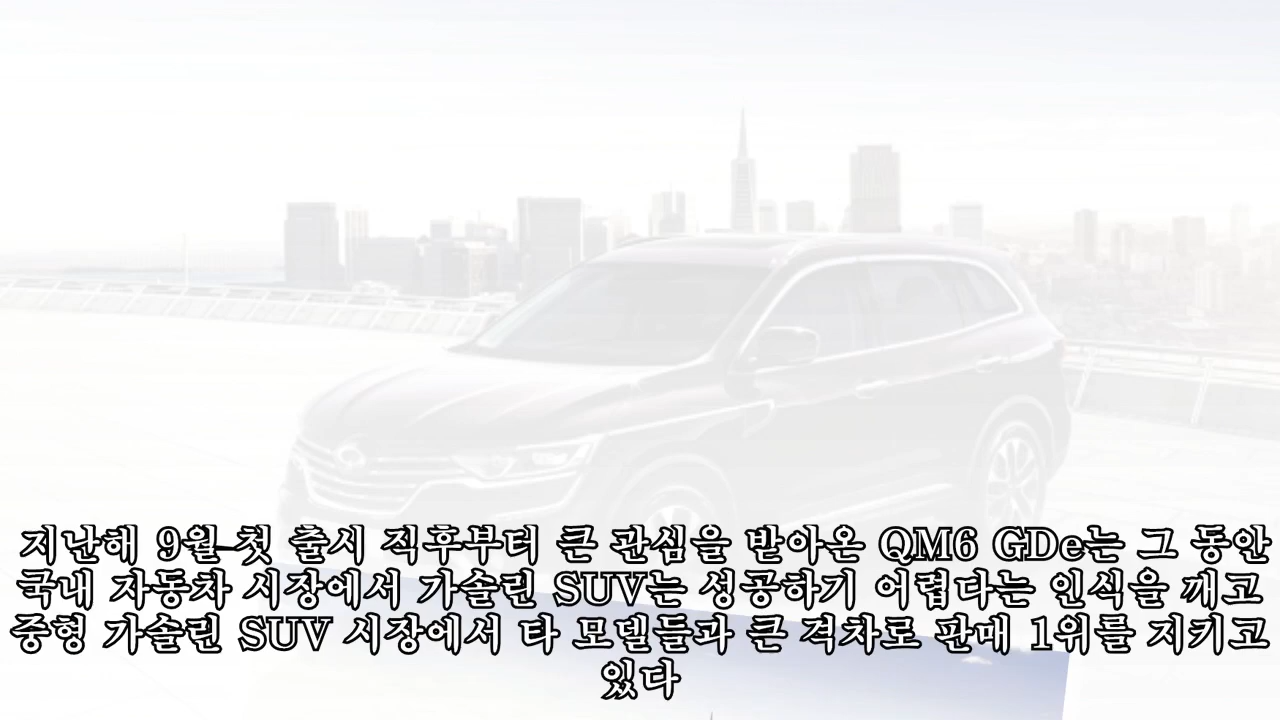 지난해 9월 첫 출시 직후부터 큰 관심을 받아온 QM6 GDe는 그 동안
국내 자동차 시장에서 가솔린 SUV는 성공하기 어렵다는 인식을 깨고
중형 가솔린 SUV 시장에서 타 모델들과 큰 격차로 판매 1위를 지키고
있다